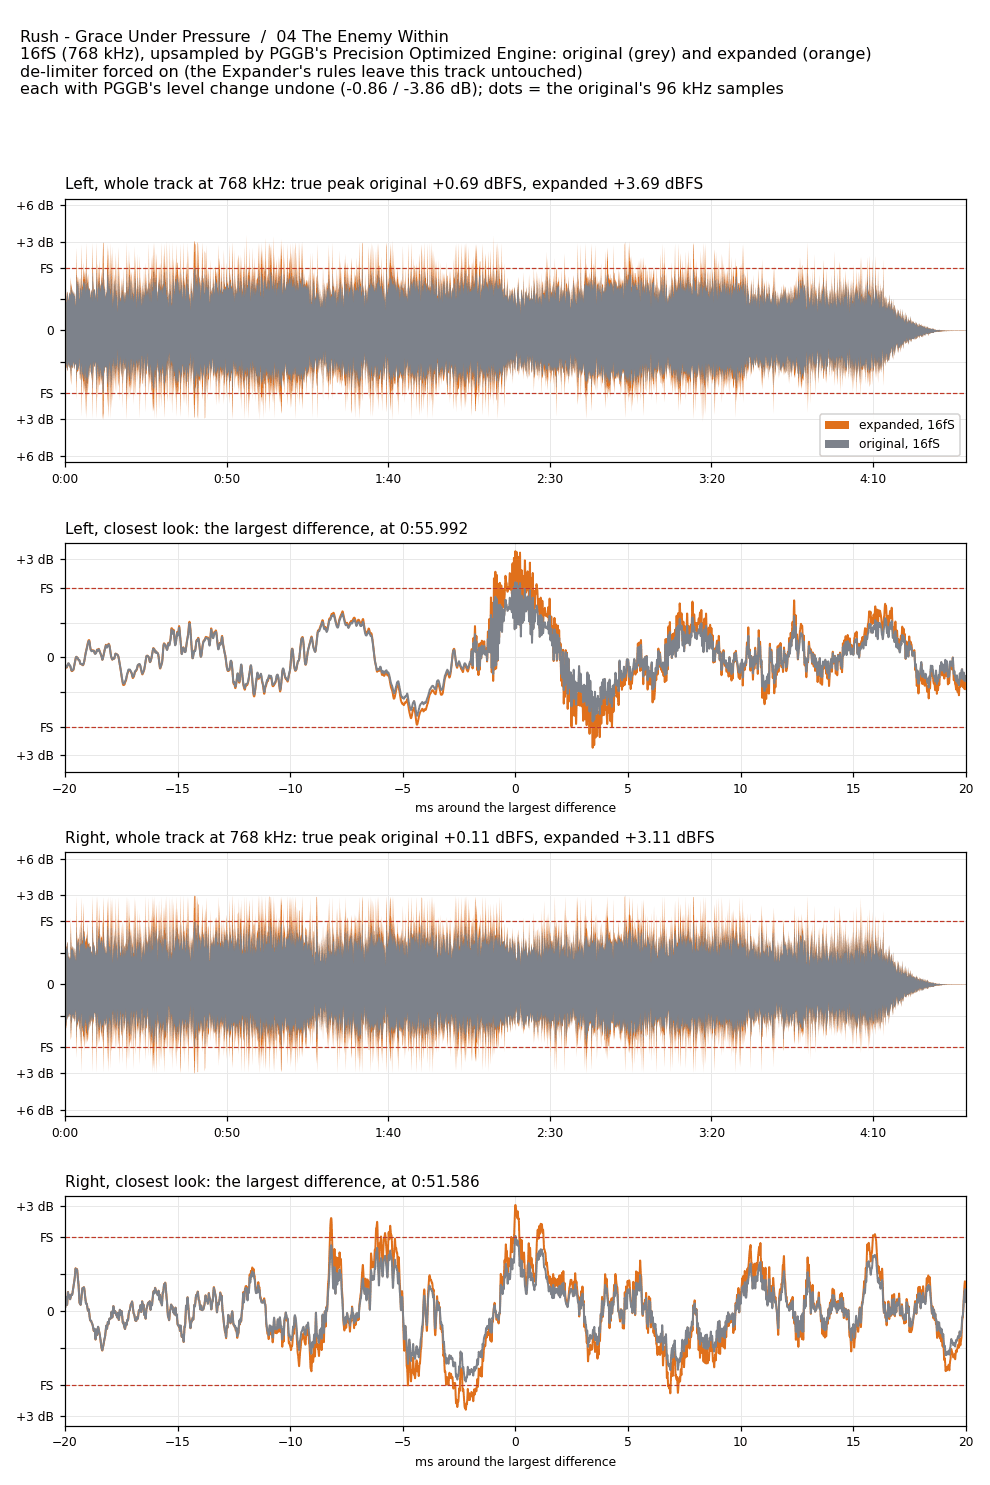 Rush - Grace Under Pressure / 04 The Enemy Within
16fS (768 kHz), upsampled by PGGB's Precision Optimized Engine: original (grey) and expanded (orange)
de-limiter forced on (the Expander's rules leave this track untouched)
each with PGGB's level change undone (-0.86 / -3.86 dB); dots = the original's 96 kHz samples
Left, whole track at 768 kHz: true peak original +0.69 dBFS, expanded +3.69 dBFS
+6 dB
+3 dB
FS
0
FS
+3 dB
+6 dB
expanded, 16fS
original, 16fS
0:00 0:50 1:40 2:30 3:20 4:10
Left, closest look: the largest difference, at 0:55.992
+3 dB
FS
0
FS
+3 dB
−20 −15 −10 −5 0 5 10 15 20
ms around the largest difference
Right, whole track at 768 kHz: true peak original +0.11 dBFS, expanded +3.11 dBFS
+6 dB
+3 dB
FS
0
FS
+3 dB
+6 dB
0:00 0:50 1:40 2:30 3:20 4:10
Right, closest look: the largest difference, at 0:51.586
+3 dB
FS
0
FS
+3 dB
−20 −15 −10 −5 0 5 10 15 20
ms around the largest difference